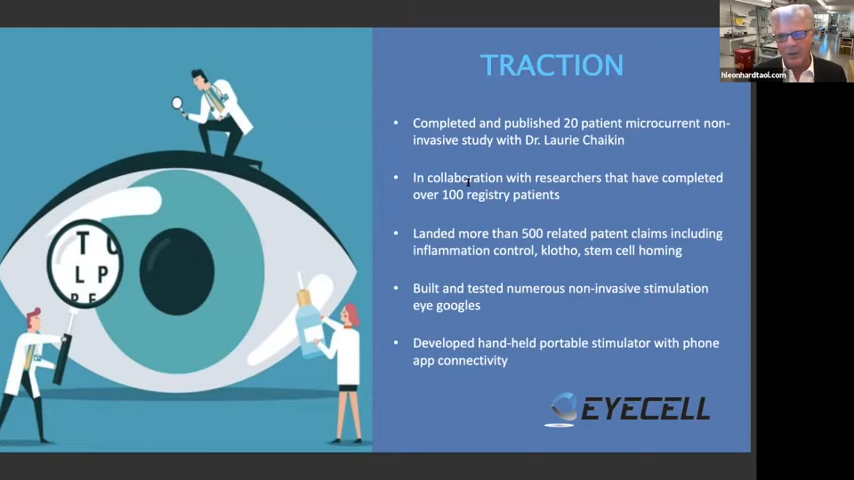 TRACTION
• Completed and published 20 patient microcurrent non-
invasive study with Dr. Laurie Chaikin
• In collaboration with researchers that have completed
over 100 registry patients
• Landed more than 500 related patent claims including
inflammation control, klotho, stem cell homing
• Built and tested numerous non-invasive stimulation
eye googles
• Developed hand-held portable stimulator with phone
app connectivity
EYECELL
hleonhardtaol.com
T O
L P